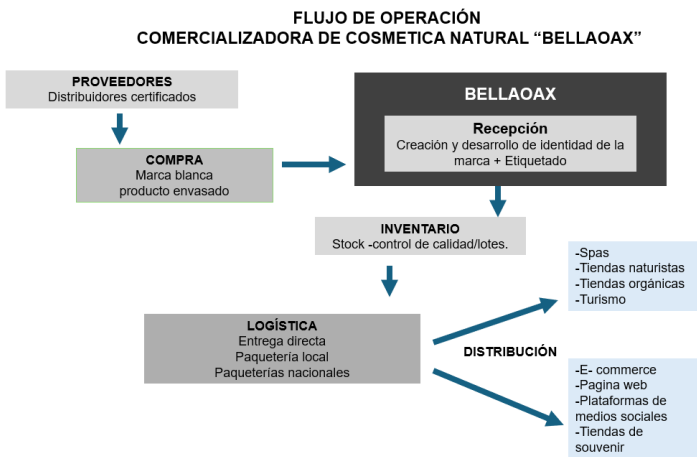 FLUJO DE OPERACIÓN
COMERCIALIZADORA DE COSMETICA NATURAL “BELLAOAX”
PROVEEDORES
Distribuidores certificados
BELLAOAX
Recepción
Creación y desarrollo de identidad de la
marca + Etiquetado
COMPRA
Marca blanca
producto envasado
INVENTARIO
Stock -control de calidad/lotes.
-Spas
-Tiendas naturistas
-Tiendas orgánicas
-Turismo
LOGÍSTICA
Entrega directa
Paquetería local
Paqueterías nacionales
DISTRIBUCIÓN
-E- commerce
-Pagina web
-Plataformas de
medios sociales
-Tiendas de
souvenir